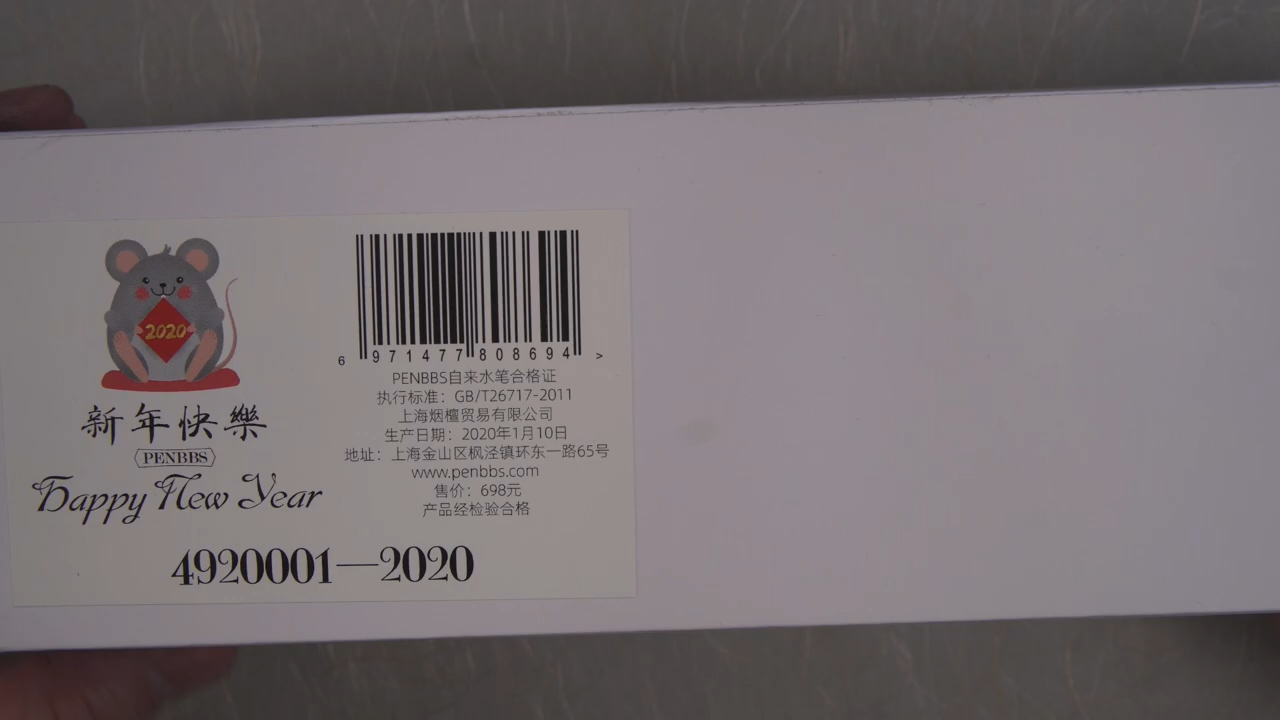 2020
新年快樂
PENBBS
Happy New Year
6 971477 808694 >
PENBBS自来水笔合格证
执行标准：GB/T26717-2011
上海烟檀贸易有限公司
生产日期：2020年1月10日
地址：上海金山区枫泾镇环东一路65号
www.penbbs.com
售价：698元
产品经检验合格
4920001—2020